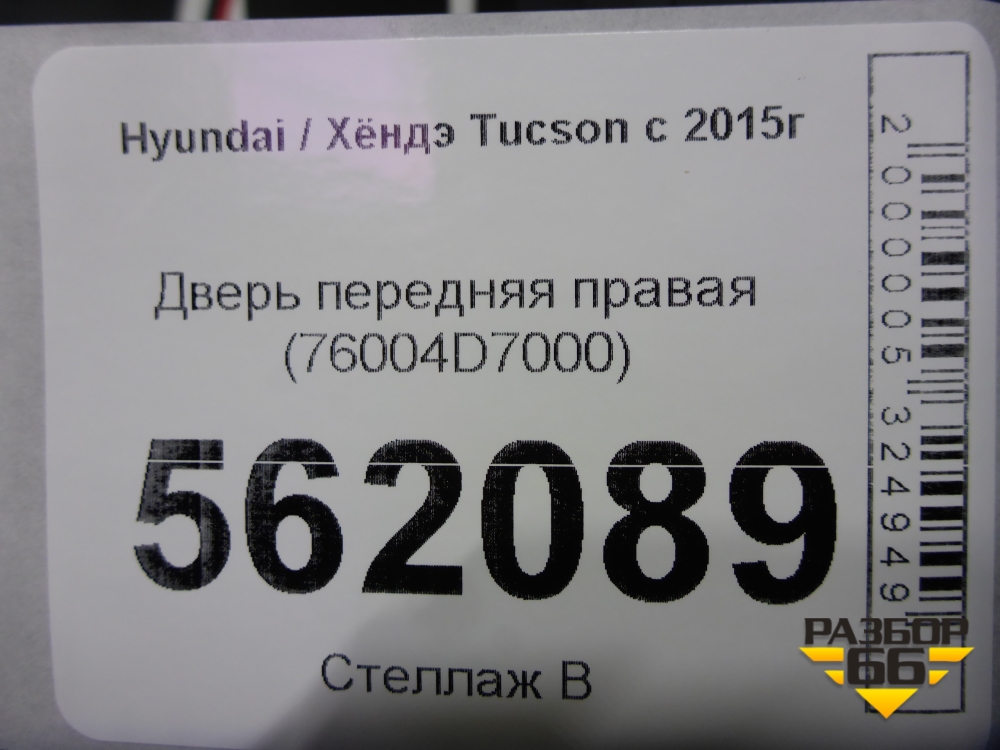 Hyundai / Хёндэ Tucson с 2015г
Дверь передняя правая
(76004D7000)
562089
Стеллаж В
2000005324949
РАЗБОР
66